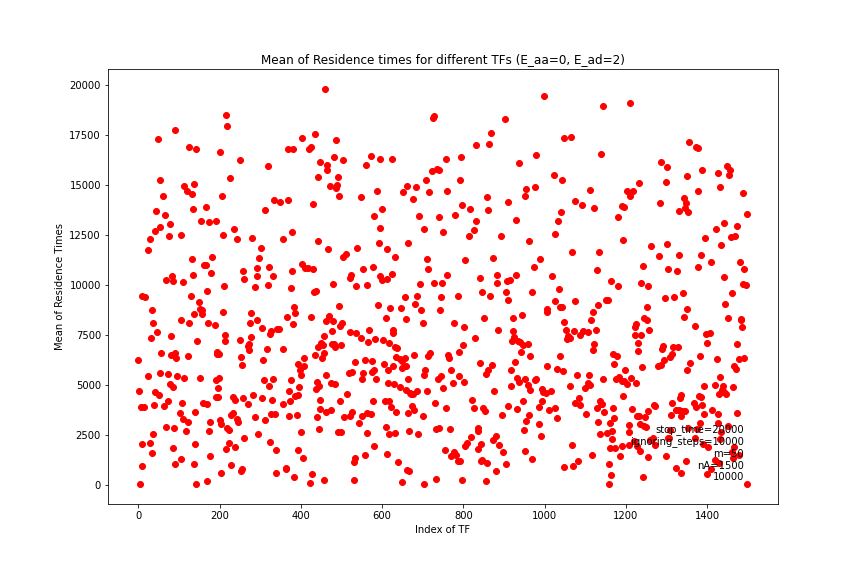 Mean of Residence times for different TFs (E_aa=0, E_ad=2)
Mean of Residence Times
20000
17500
15000
12500
10000
7500
5000
2500
0
stop_time=20000
ignoring_steps=10000
m=50
nA=1500
10000
0 200 400 600 800 1000 1200 1400
Index of TF